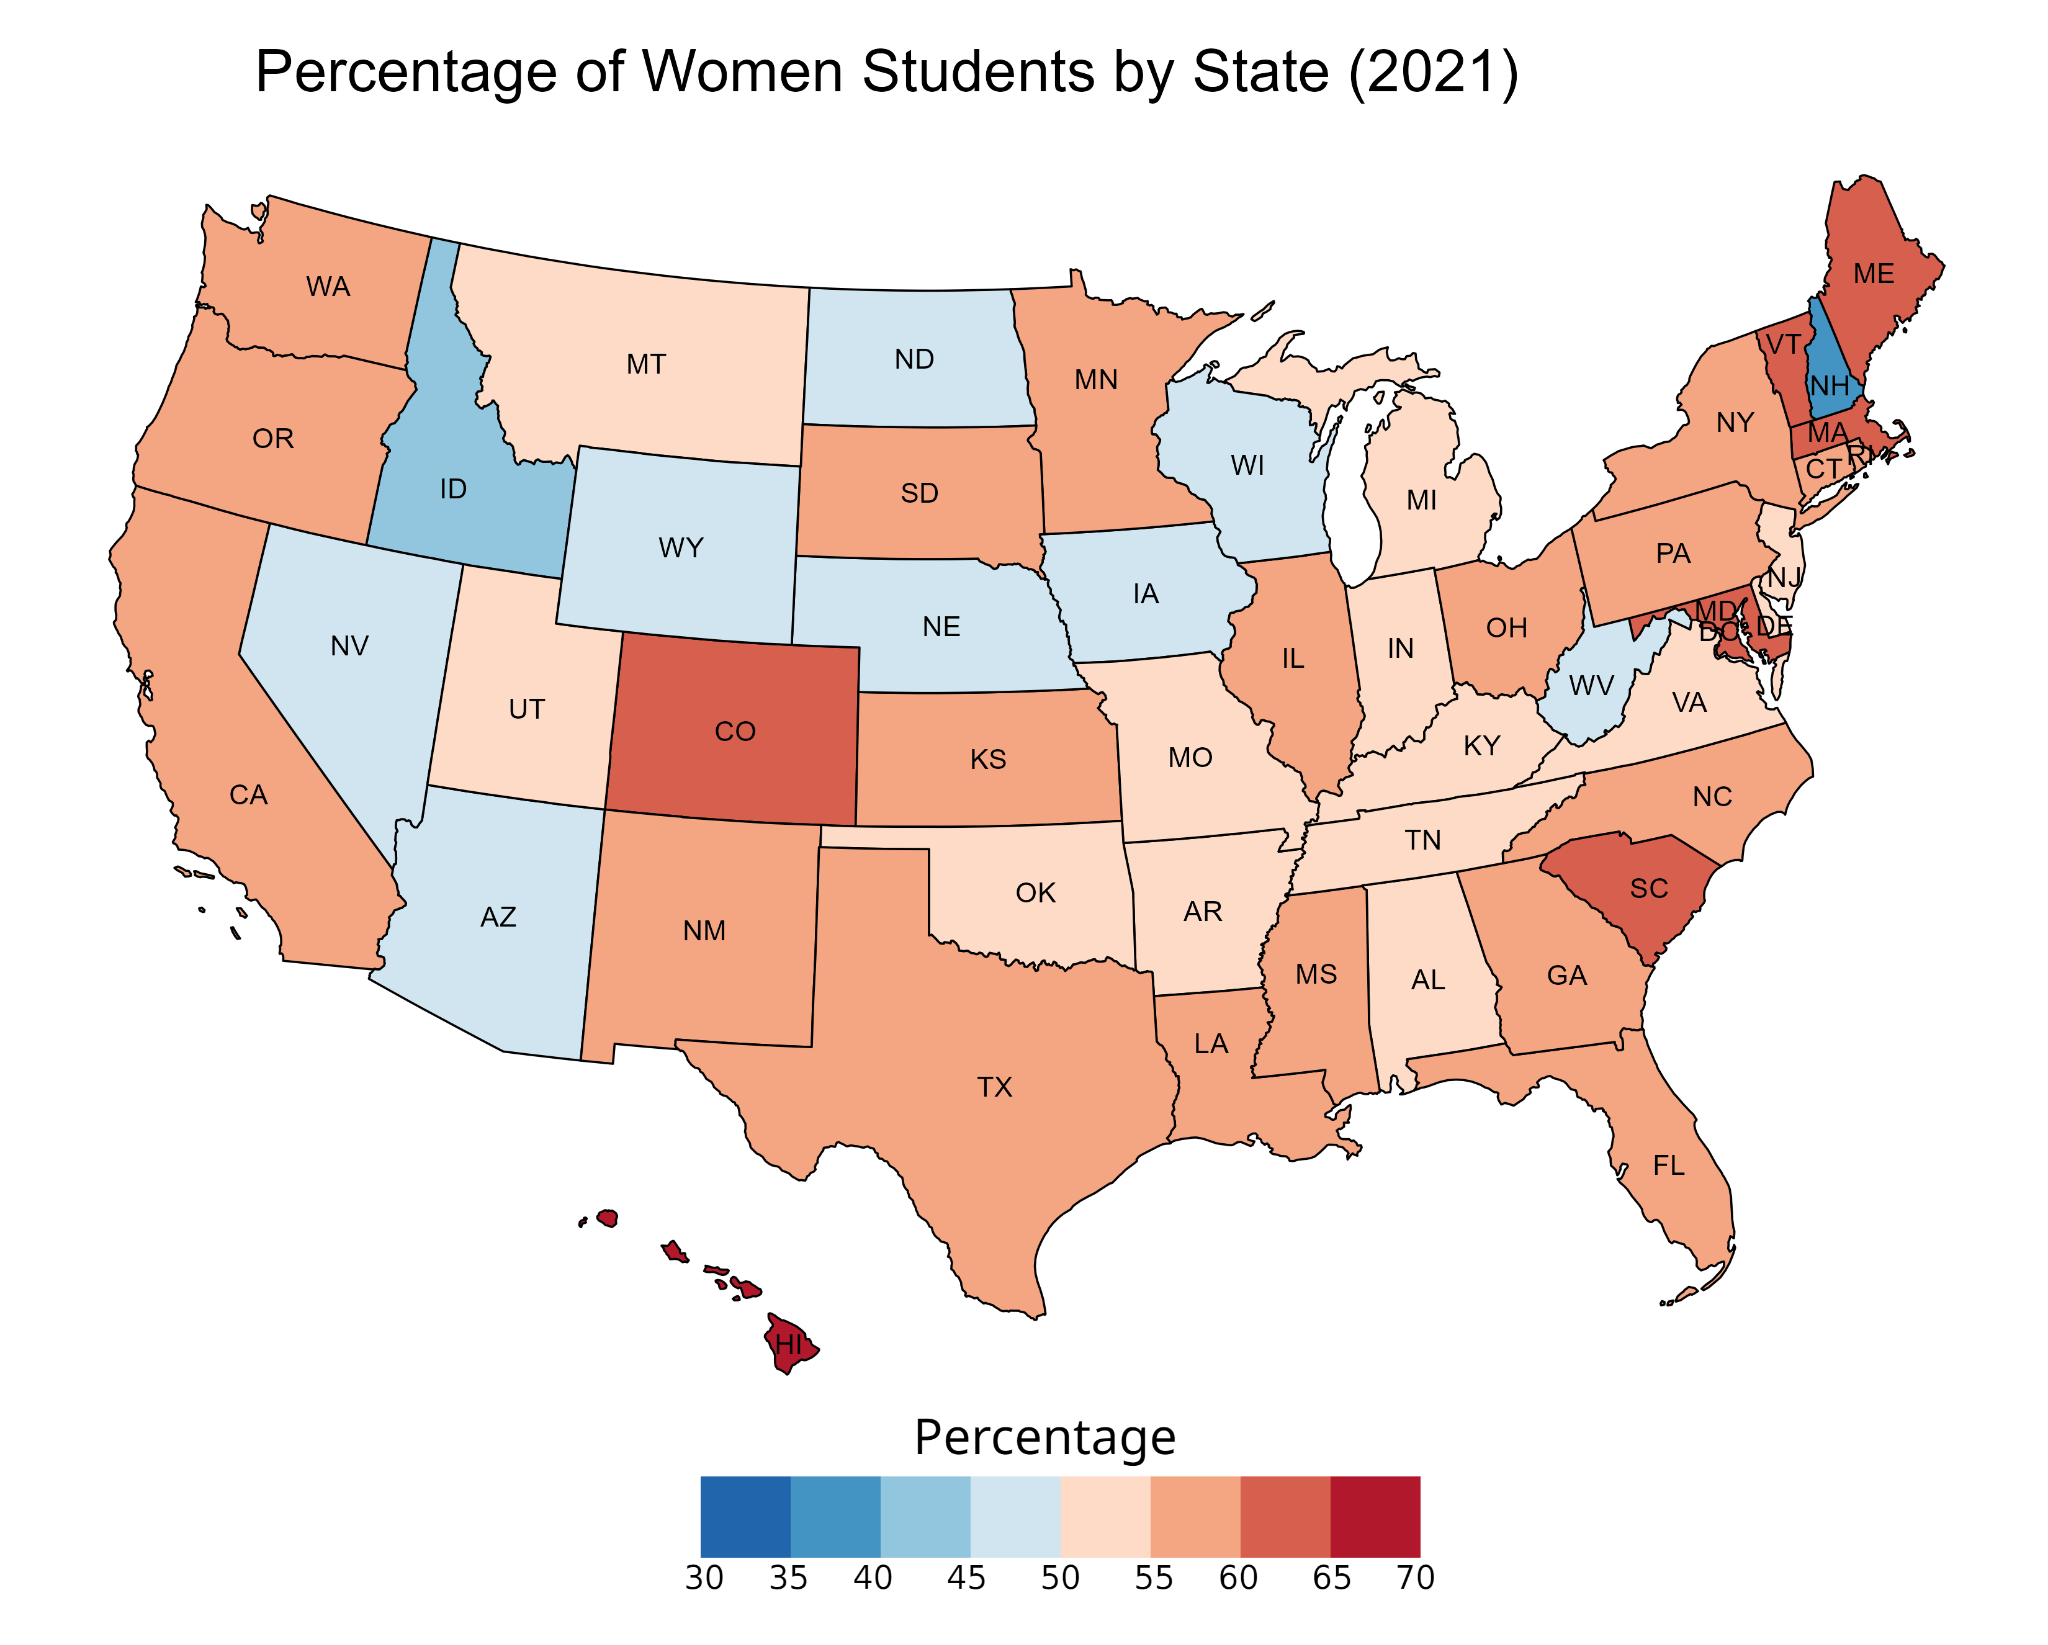 Percentage of Women Students by State (2021)
ME
WA
VT
MT
ND
MN
NH
NY
OR
MA
RI
WI
CT
ID
SD
MI
WY
PA
NJ
IA
MD
NE
OH
DE
DC
NV
IN
IL
WV
UT
VA
CO
KY
KS
MO
CA
NC
TN
OK
SC
AR
AZ
NM
MS
GA
AL
LA
TX
FL
HI
Percentage
30 35 40 45 50 55 60 65 70